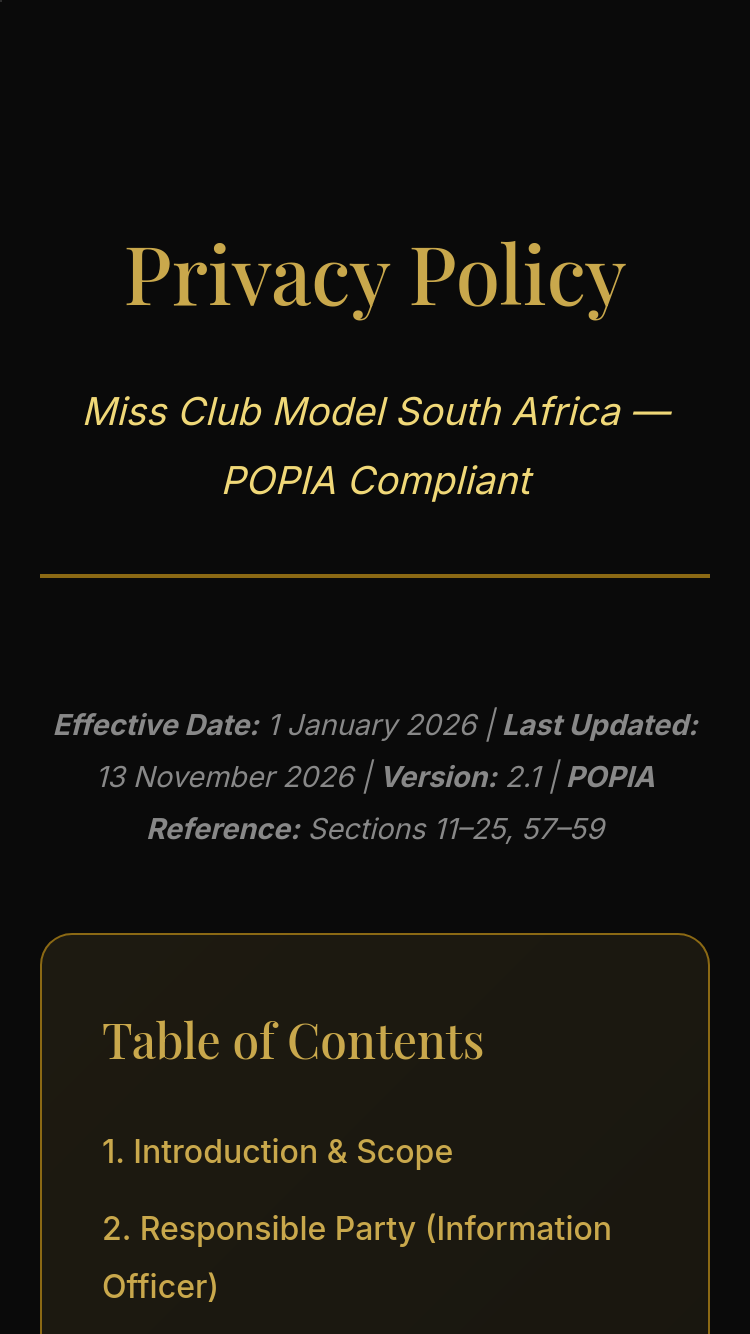 Privacy Policy
Miss Club Model South Africa —
POPIA Compliant
Effective Date: 1 January 2026 | Last Updated:
13 November 2026 | Version: 2.1 | POPIA
Reference: Sections 11–25, 57–59
Table of Contents
1. Introduction & Scope
2. Responsible Party (Information
Officer)